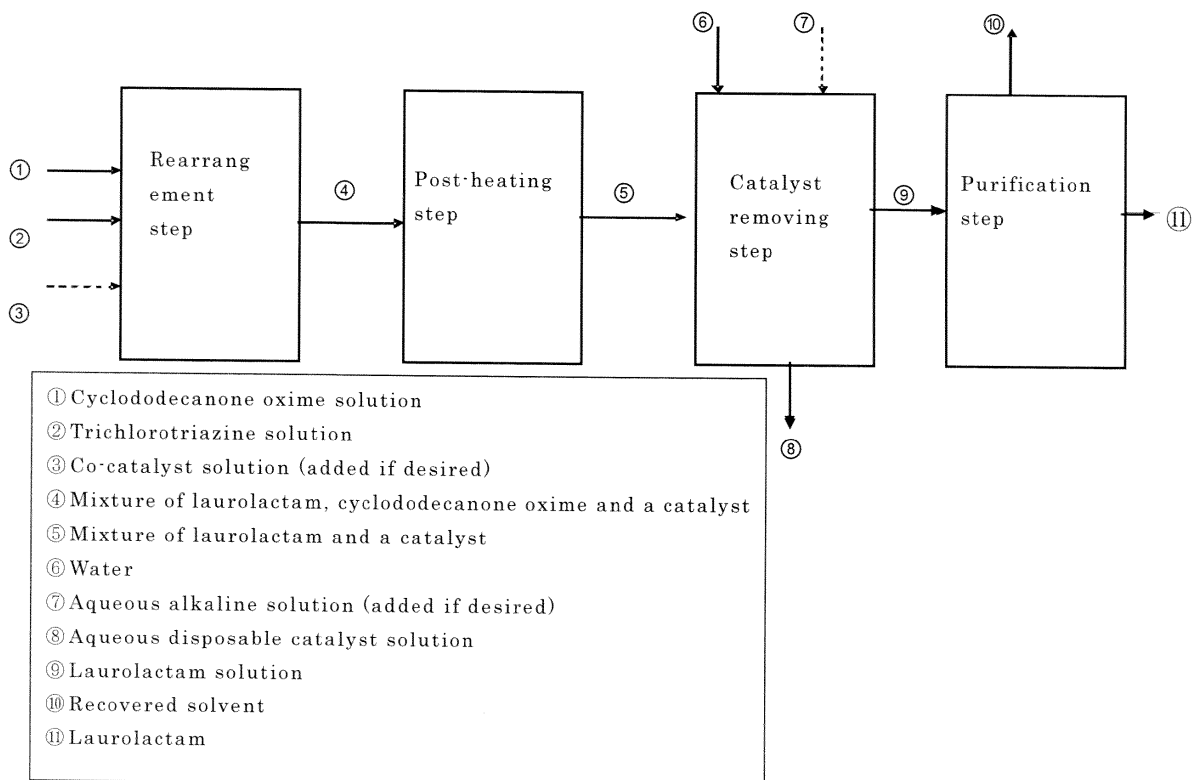 ⑥
⑦
⑩
①
②
③
Rearrang
ement
step
④
Post-heating
step
⑤
Catalyst
removing
step
⑨
Purification
step
⑪
⑧
①Cyclododecanone oxime solution
②Trichlorotriazine solution
③Co-catalyst solution (added if desired)
④Mixture of laurolactam, cyclododecanone oxime and a catalyst
⑤Mixture of laurolactam and a catalyst
⑥Water
⑦Aqueous alkaline solution (added if desired)
⑧Aqueous disposable catalyst solution
⑨Laurolactam solution
⑩Recovered solvent
⑪Laurolactam